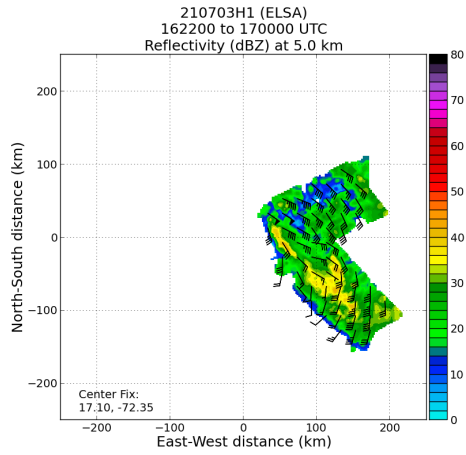 210703H1 (ELSA)
162200 to 170000 UTC
Reflectivity (dBZ) at 5.0 km
North-South distance (km)
200
100
0
−100
−200
Center Fix:
17.10, -72.35
−200 −100 0 100 200
East-West distance (km)
80
70
60
50
40
30
20
10
0